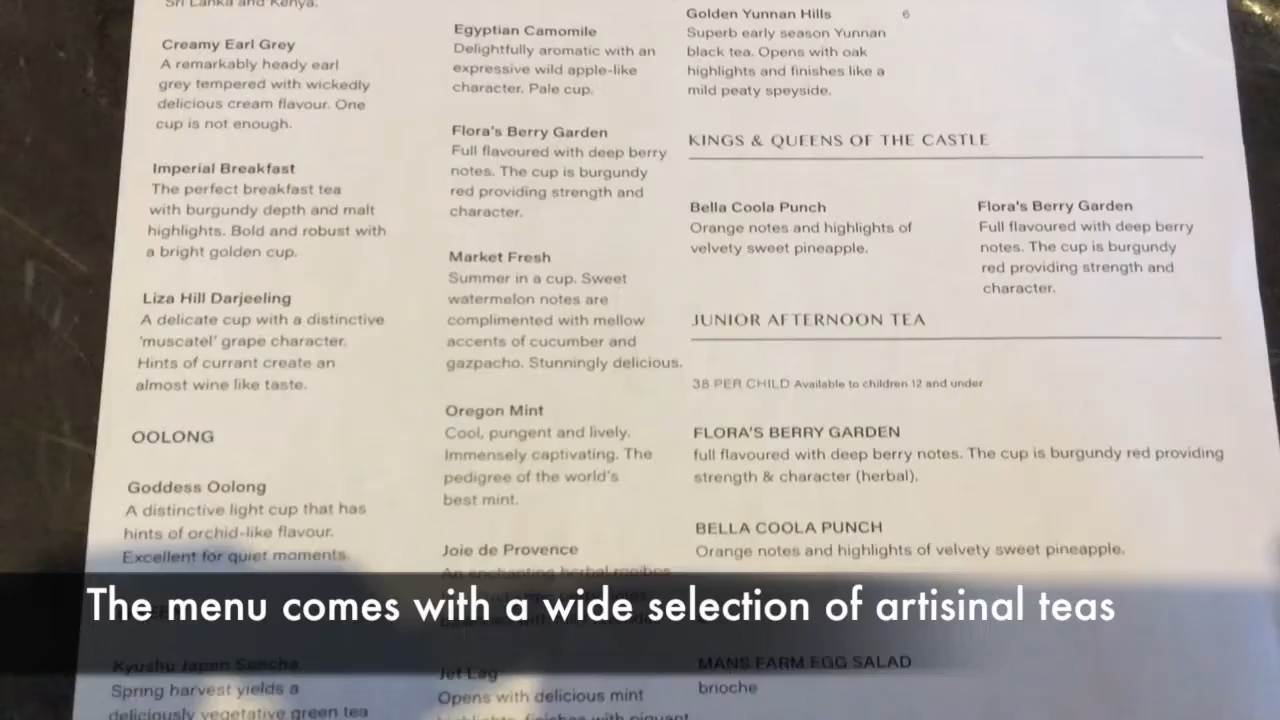 Sri Lanka and Kenya.
Creamy Earl Grey
A remarkably heady earl
grey tempered with wickedly
delicious cream flavour. One
cup is not enough.
Imperial Breakfast
The perfect breakfast tea
with burgundy depth and malt
highlights. Bold and robust with
a bright golden cup.
Liza Hill Darjeeling
A delicate cup with a distinctive
'muscatel' grape character.
Hints of currant create an
almost wine like taste.
OOLONG
Goddess Oolong
A distinctive light cup that has
hints of orchid-like flavour.
Excellent for quiet moments.
Kyushu Japan Sencha
Spring harvest yields a
deliciously vegetative green tea
Egyptian Camomile
Delightfully aromatic with an
expressive wild apple-like
character. Pale cup.
Flora's Berry Garden
Full flavoured with deep berry
notes. The cup is burgundy
red providing strength and
character.
Market Fresh
Summer in a cup. Sweet
watermelon notes are
complimented with mellow
accents of cucumber and
gazpacho. Stunningly delicious.
Oregon Mint
Cool, pungent and lively.
Immensely captivating. The
pedigree of the world's
best mint.
Joie de Provence
An enchanting herbal rooibos
Jet Lag
Opens with delicious mint
highlights, finishes with piquant
Golden Yunnan Hills 6
Superb early season Yunnan
black tea. Opens with oak
highlights and finishes like a
mild peaty speyside.
KINGS & QUEENS OF THE CASTLE
Bella Coola Punch
Orange notes and highlights of
velvety sweet pineapple.
Flora's Berry Garden
Full flavoured with deep berry
notes. The cup is burgundy
red providing strength and
character.
JUNIOR AFTERNOON TEA
38 PER CHILD Available to children 12 and under
FLORA'S BERRY GARDEN
full flavoured with deep berry notes. The cup is burgundy red providing
strength & character (herbal).
BELLA COOLA PUNCH
Orange notes and highlights of velvety sweet pineapple.
MANS FARM EGG SALAD
brioche
The menu comes with a wide selection of artisinal teas